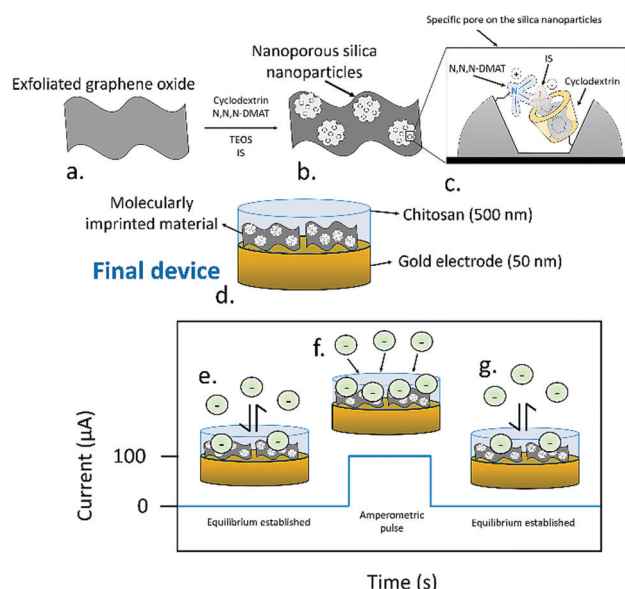 Specific pore on the silica nanoparticles
Nanoporous silica
nanoparticles
N,N,N-DMAT
IS
Cyclodextrin
Exfoliated graphene oxide
Cyclodextrin
N,N,N-DMAT
TEOS
IS
+
N
-
a.
b.
c.
Molecularly
imprinted material
Chitosan (500 nm)
Final device
Gold electrode (50 nm)
d.
e.
f.
g.
- - -
- - -
- - -
- -
- - - -
- -
Current (µA)
100
0
Equilibrium established
Amperometric
pulse
Equilibrium established
Time (s)